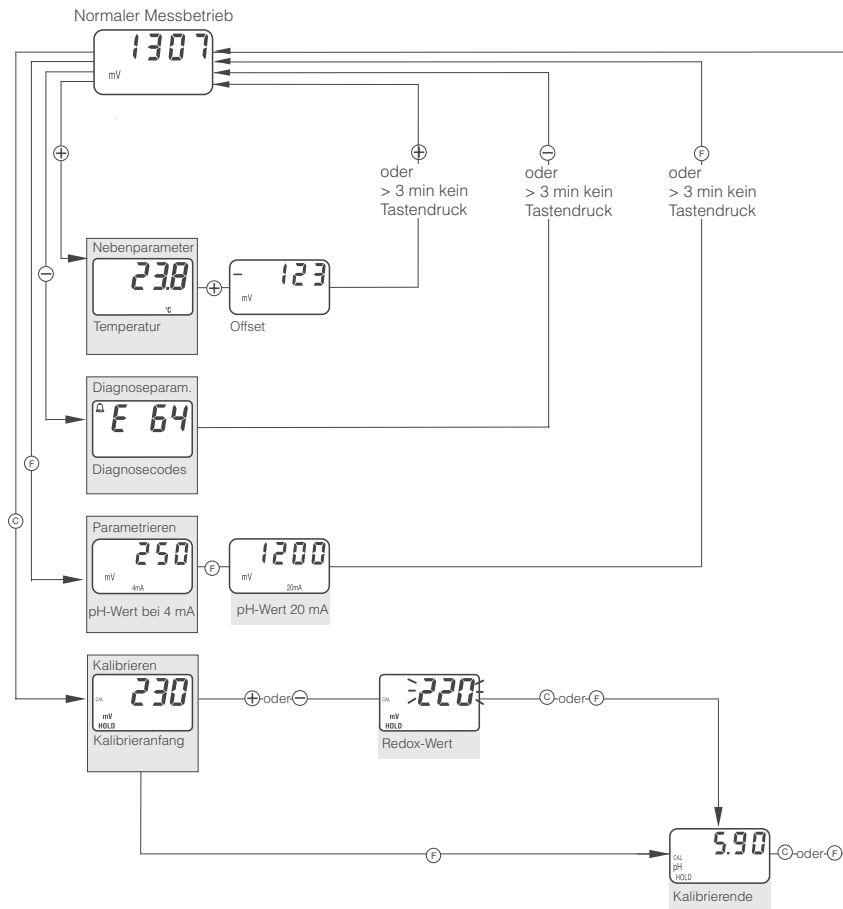 Normaler Messbetrieb
1307
mV
+
+
oder
> 3 min kein
Tastendruck
−
oder
> 3 min kein
Tastendruck
F
oder
> 3 min kein
Tastendruck
Nebenparameter
23.8
°C
Temperatur
+
− 123
mV
Offset
−
Diagnoseparam.
E 64
Diagnosecodes
F
C
Parametrieren
250
mV
4mA
pH-Wert bei 4 mA
F
1200
mV
20mA
pH-Wert 20 mA
Kalibrieren
230
CAL
mV
HOLD
Kalibrieranfang
+ oder −
220
CAL
mV
HOLD
Redox-Wert
C oder F
F
5.90
CAL
pH
HOLD
Kalibrierende
C oder F